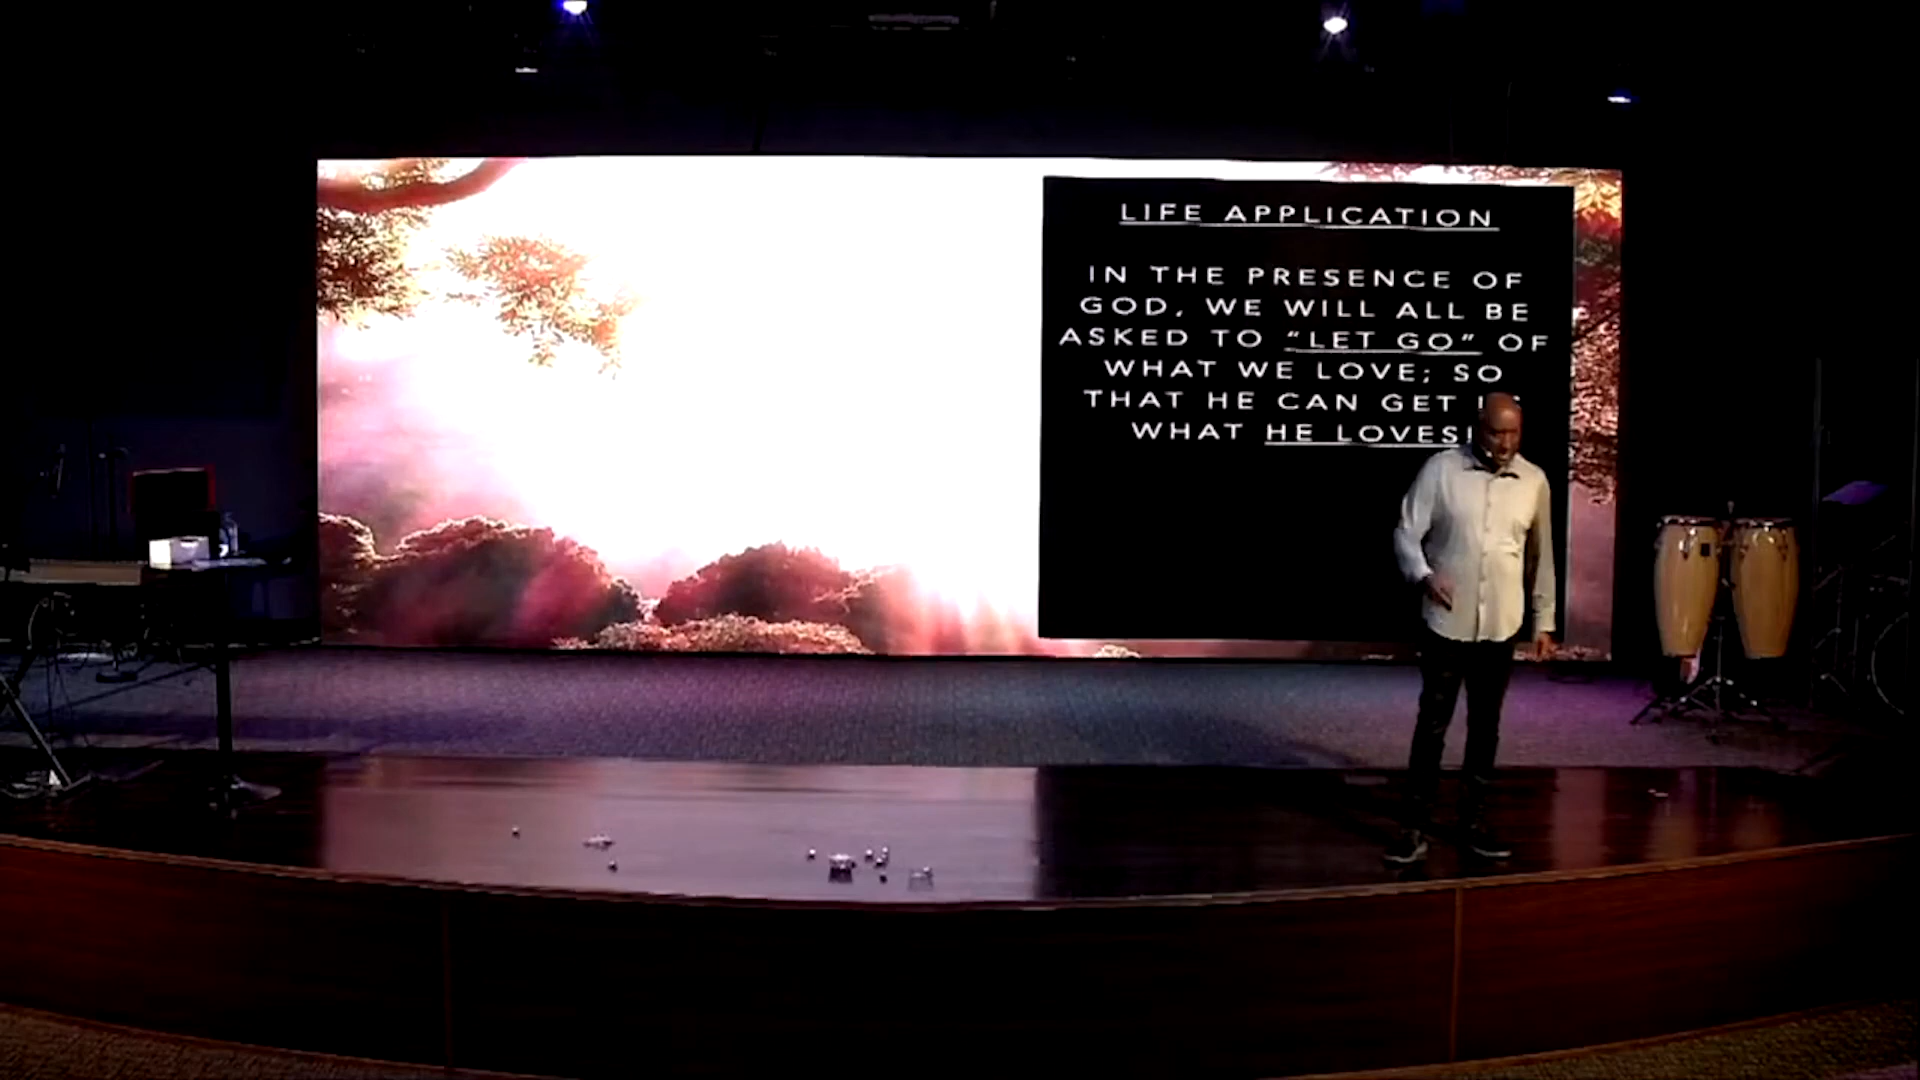 LIFE APPLICATION
IN THE PRESENCE OF
GOD, WE WILL ALL BE
ASKED TO “LET GO” OF
WHAT WE LOVE; SO
THAT HE CAN GET
WHAT HE LOVES!